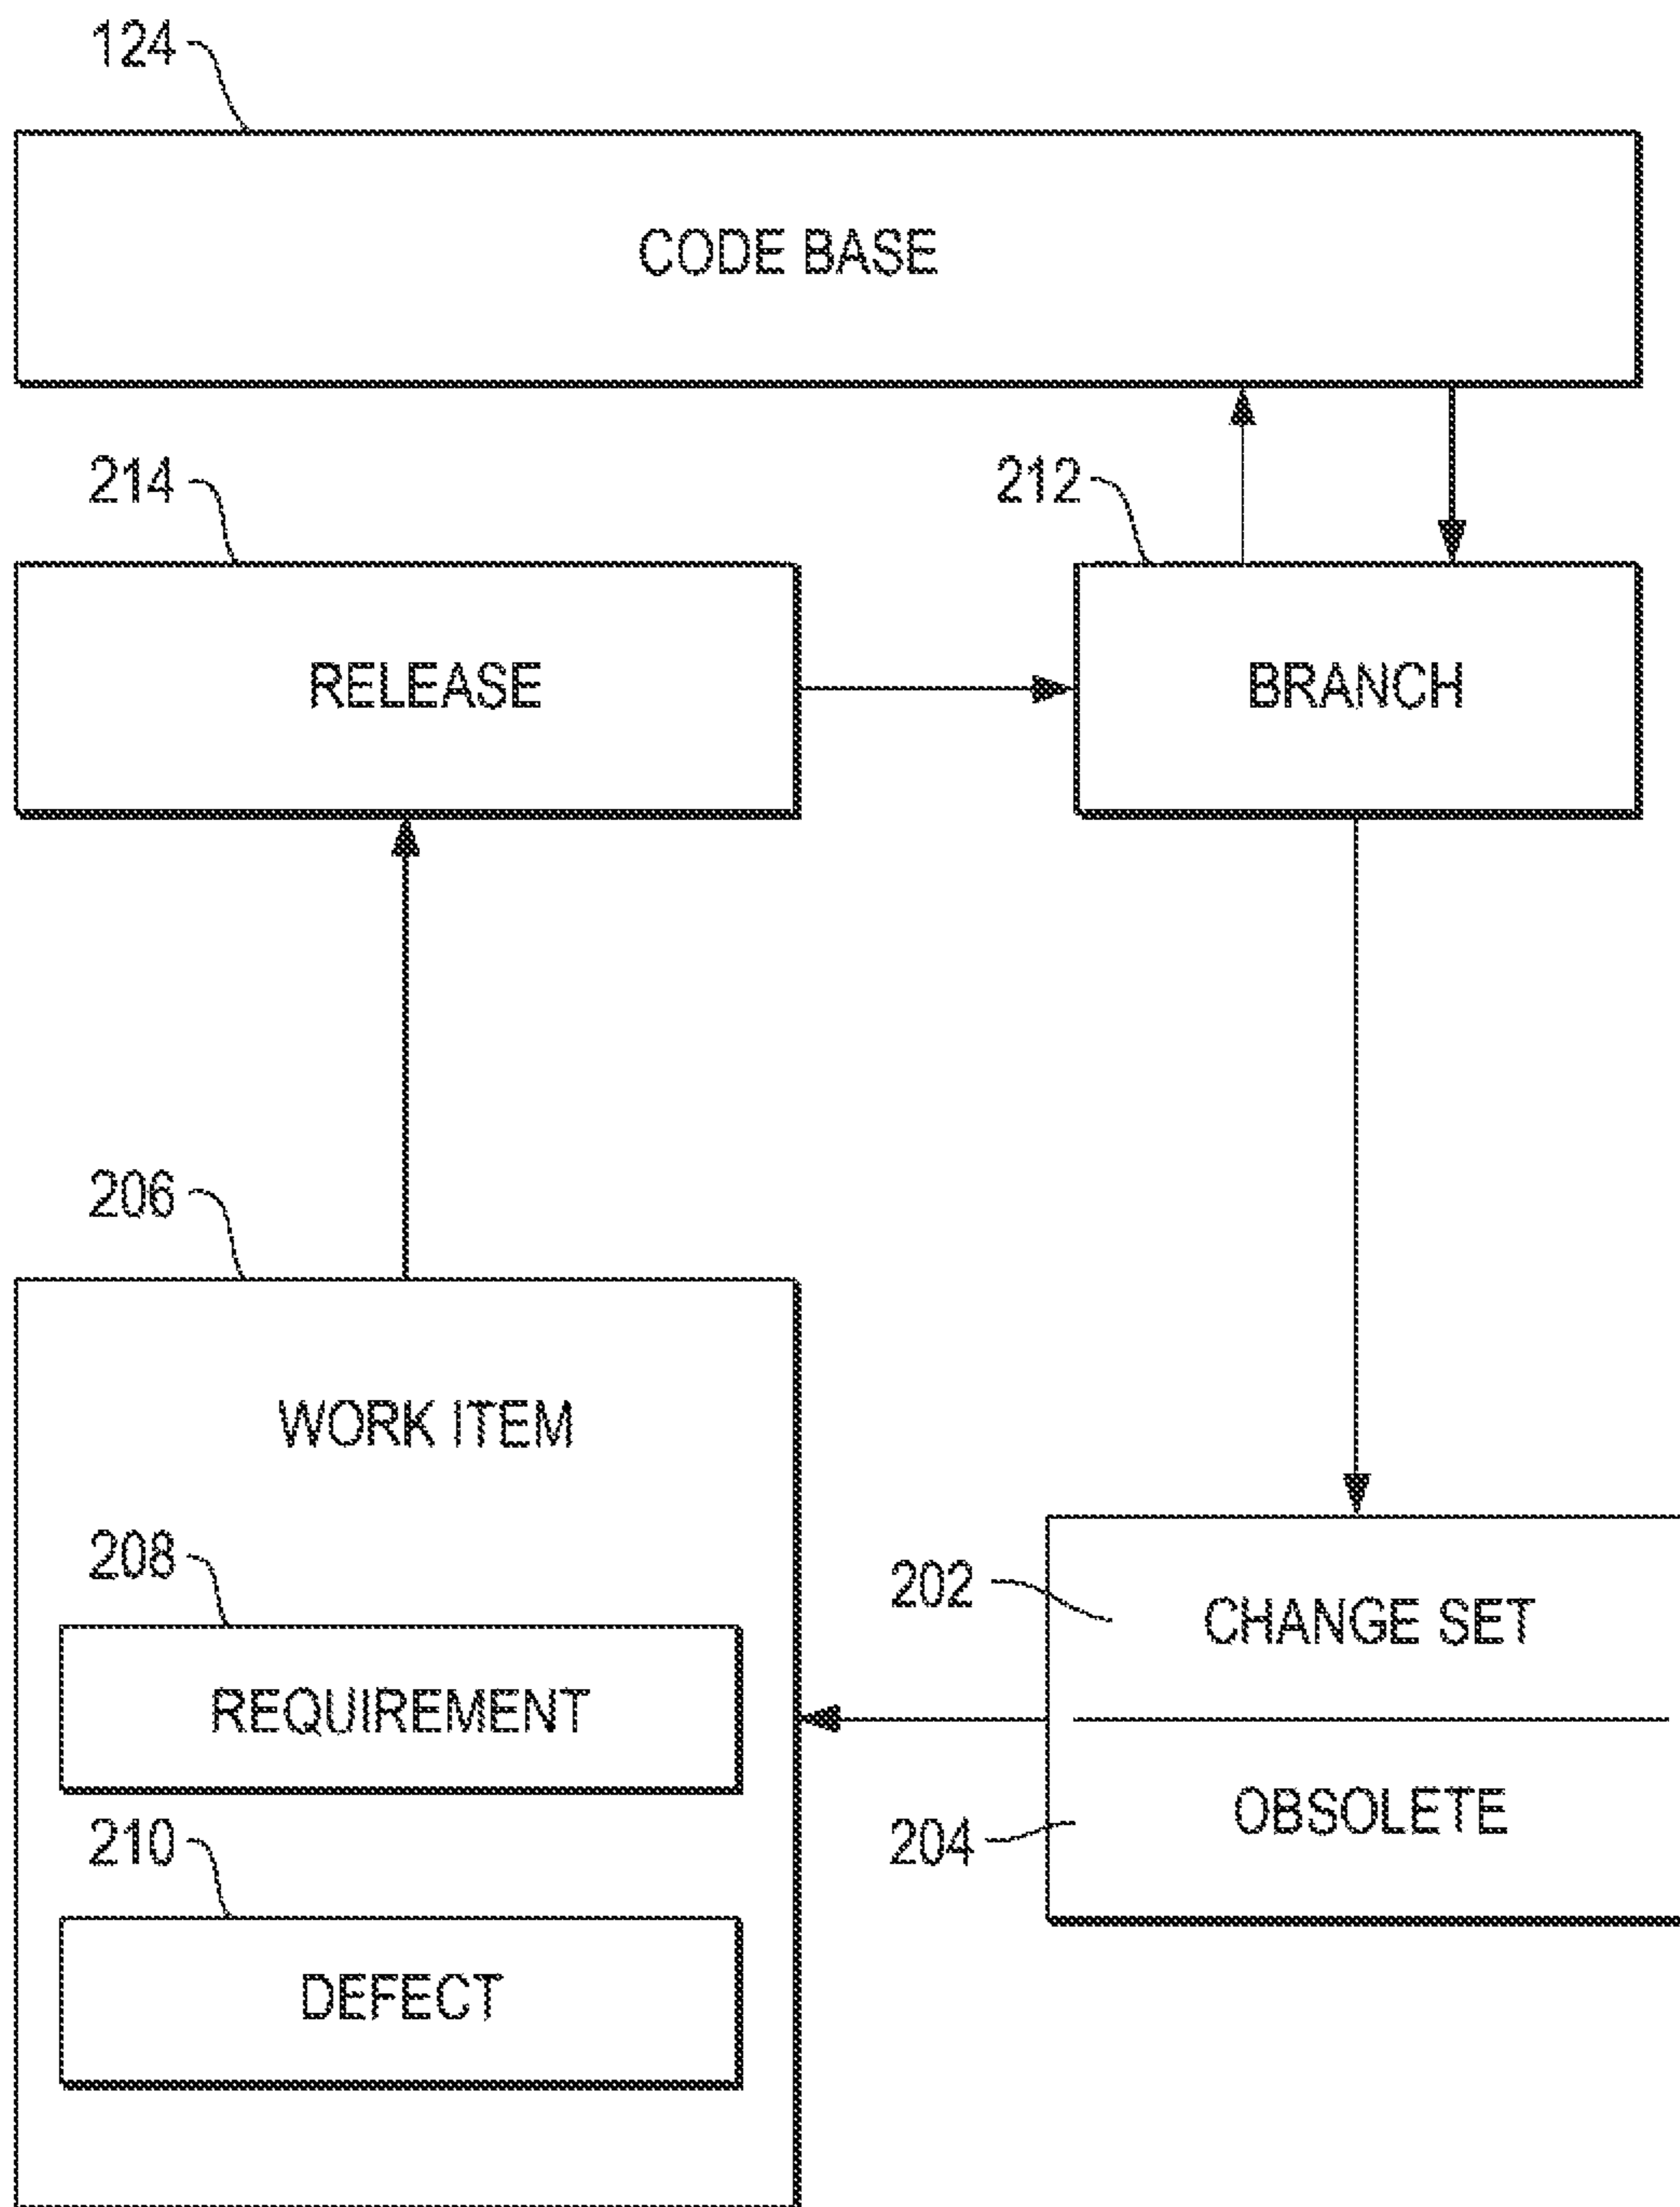 124
CODE BASE
214
212
RELEASE
BRANCH
206
WORK ITEM
208
REQUIREMENT
210
DEFECT
202
CHANGE SET
204
OBSOLETE